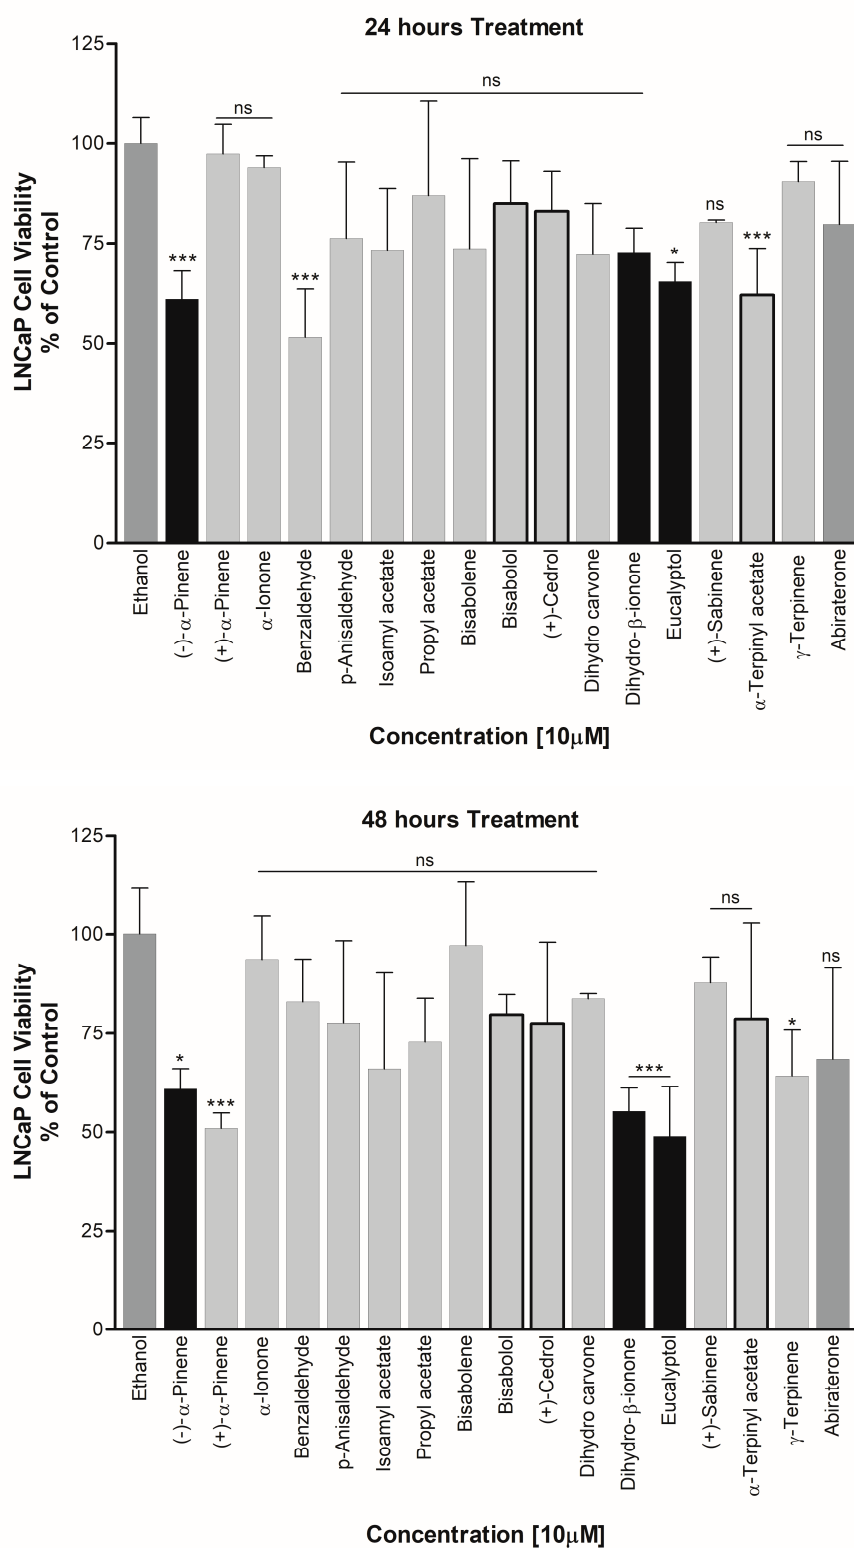 24 hours Treatment
125
100
75
50
25
0
LNCaP Cell Viability
% of Control
***
ns
***
ns
*
ns
***
ns
Ethanol
(-)-α-Pinene
(+)-α-Pinene
α-Ionone
Benzaldehyde
p-Anisaldehyde
Isoamyl acetate
Propyl acetate
Bisabolene
Bisabolol
(+)-Cedrol
Dihydro carvone
Dihydro-β-ionone
Eucalyptol
(+)-Sabinene
α-Terpinyl acetate
γ-Terpinene
Abiraterone
Concentration [10μM]
48 hours Treatment
125
100
75
50
25
0
LNCaP Cell Viability
% of Control
*
***
ns
***
ns
*
ns
Ethanol
(-)-α-Pinene
(+)-α-Pinene
α-Ionone
Benzaldehyde
p-Anisaldehyde
Isoamyl acetate
Propyl acetate
Bisabolene
Bisabolol
(+)-Cedrol
Dihydro carvone
Dihydro-β-ionone
Eucalyptol
(+)-Sabinene
α-Terpinyl acetate
γ-Terpinene
Abiraterone
Concentration [10μM]